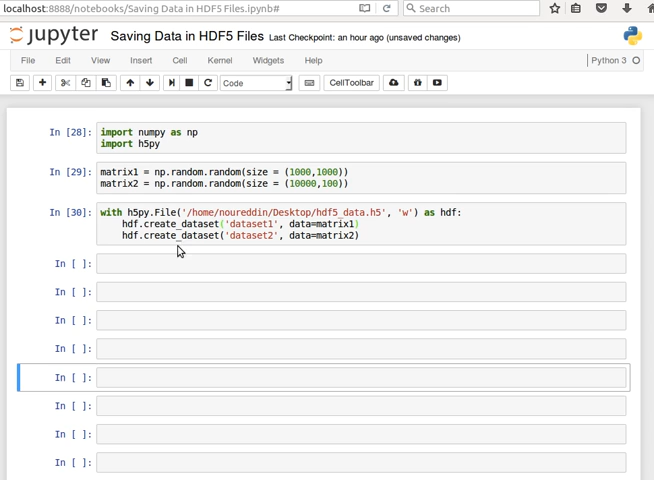 localhost:8888/notebooks/Saving Data in HDF5 Files.ipynb#
Search
jupyter Saving Data in HDF5 Files Last Checkpoint: an hour ago (unsaved changes)
File Edit View Insert Cell Kernel Widgets Help Python 3
Code CellToolbar
In [28]: import numpy as np
import h5py
In [29]: matrix1 = np.random.random(size = (1000,1000))
matrix2 = np.random.random(size = (10000,100))
In [30]: with h5py.File('/home/noureddin/Desktop/hdf5_data.h5', 'w') as hdf:
hdf.create_dataset('dataset1', data=matrix1)
hdf.create_dataset('dataset2', data=matrix2)
In [ ]:
In [ ]:
In [ ]:
In [ ]:
In [ ]:
In [ ]:
In [ ]:
In [ ]: